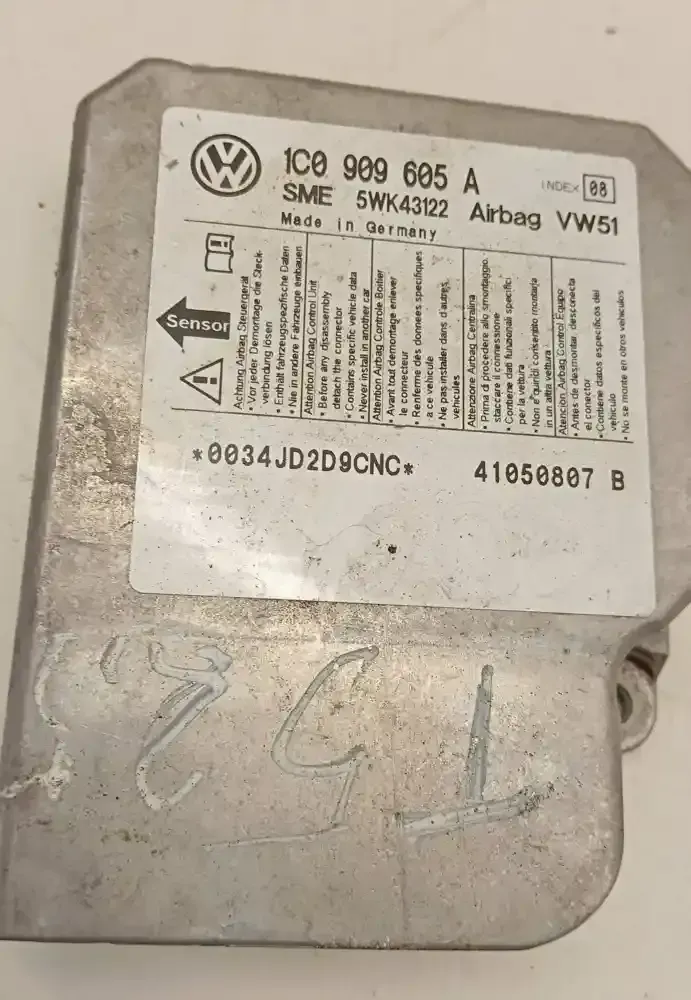 1C0 909 605 A
INDEX 08
SME 5WK43122 Airbag VW51
Made in Germany
Sensor
Achtung Airbag Steuergerät
• Vor jeder Demontage die Steck-
verbindung lösen
• Enthält fahrzeugspezifische Daten
• Nie in andere Fahrzeuge einbauen
Attention Airbag Control Unit
• Before any disassembly
detach the connector
• Contains specific vehicle data
• Never install in another car
Attention Airbag Controle Boitier
• Avant tout demontage enlever
le connecteur
• Renferme des donnees specifiques
a ce vehicule
• Ne pas installer dans d'autres
vehicules
Attenzione Airbag Centralina
• Prima di procedere allo smontaggio
staccare il connessione
• Contiene dati funzionali specifici
per la vettura
• Non è quindi consentito montarla
in un altra vettura
Atencion Airbag Control Equipo
• Antes de desmontar, desconecta
el conector
• Contiene datos especificos del
vehiculo
• No se monte en otros vehiculos
*0034JD2D9CNC* 41050807 B